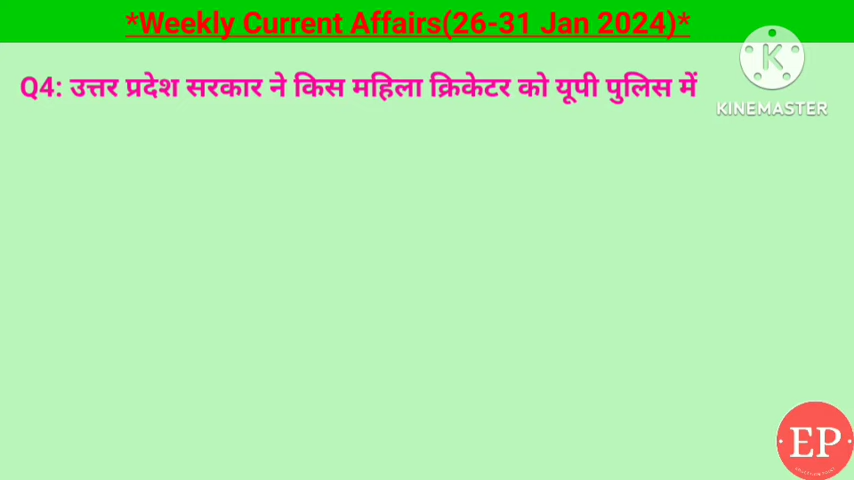 *Weekly Current Affairs(26-31 Jan 2024)*
Q4: उत्तर प्रदेश सरकार ने किस महिला क्रिकेटर को यूपी पुलिस में
K
KINEMASTER
EP